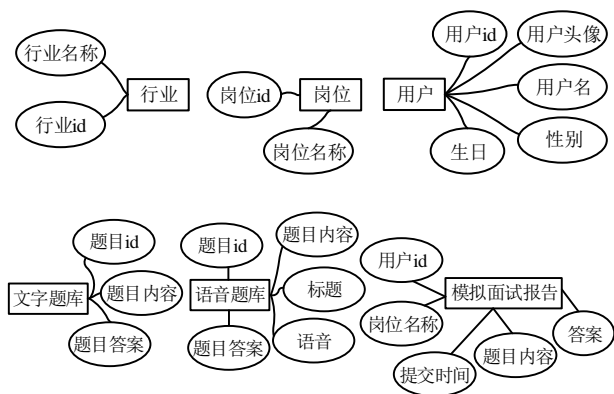 行业名称
行业
行业id
岗位id
岗位
岗位名称
用户id
用户头像
用户
用户名
生日
性别
文字题库
题目id
题目内容
题目答案
题目id
题目内容
语音题库
标题
题目答案
语音
用户id
模拟面试报告
岗位名称
答案
题目内容
提交时间